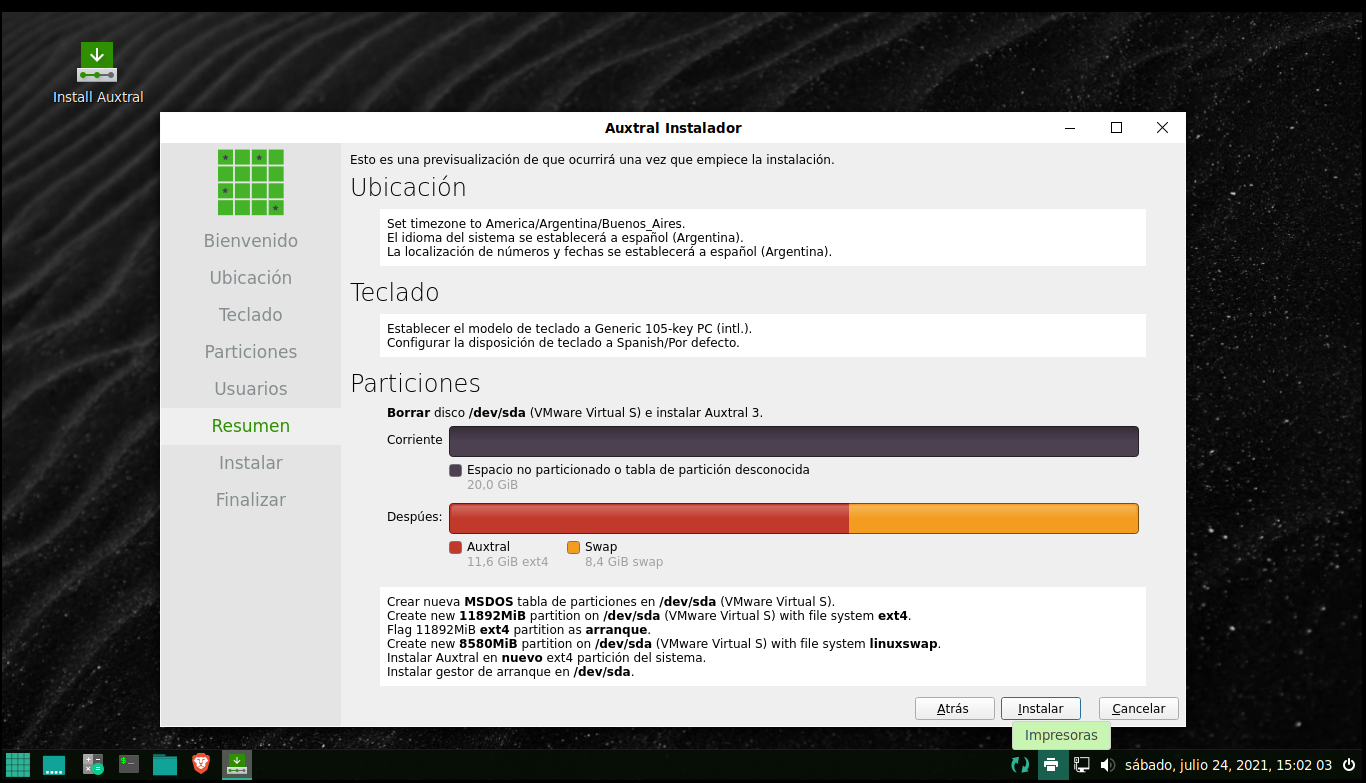 Install Auxtral
Auxtral Instalador
Bienvenido
Ubicación
Teclado
Particiones
Usuarios
Resumen
Instalar
Finalizar
Esto es una previsualización de que ocurrirá una vez que empiece la instalación.
Ubicación
Set timezone to America/Argentina/Buenos_Aires.
El idioma del sistema se establecerá a español (Argentina).
La localización de números y fechas se establecerá a español (Argentina).
Teclado
Establecer el modelo de teclado a Generic 105-key PC (intl.).
Configurar la disposición de teclado a Spanish/Por defecto.
Particiones
Borrar disco /dev/sda (VMware Virtual S) e instalar Auxtral 3.
Corriente
Espacio no particionado o tabla de partición desconocida
20,0 GiB
Despúes:
Auxtral Swap
11,6 GiB ext4 8,4 GiB swap
Crear nueva MSDOS tabla de particiones en /dev/sda (VMware Virtual S).
Create new 11892MiB partition on /dev/sda (VMware Virtual S) with file system ext4.
Flag 11892MiB ext4 partition as arranque.
Create new 8580MiB partition on /dev/sda (VMware Virtual S) with file system linuxswap.
Instalar Auxtral en nuevo ext4 partición del sistema.
Instalar gestor de arranque en /dev/sda.
Atrás Instalar Cancelar
Impresoras
sábado, julio 24, 2021, 15:02 03